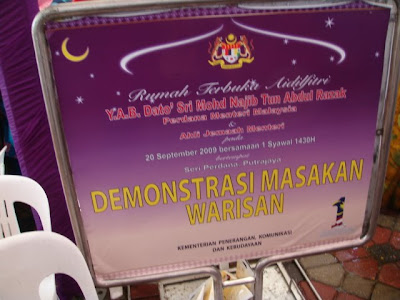 Rumah Terbuka Aidilfitri
Y.A.B. Dato' Sri Mohd Najib Tun Abdul Razak
Perdana Menteri Malaysia
&
Ahli Jemaah Menteri
pada
20 September 2009 bersamaan 1 Syawal 1430H
bertempat
Seri Perdana, Putrajaya
DEMONSTRASI MASAKAN
WARISAN
KEMENTERIAN PENERANGAN, KOMUNIKASI
DAN KEBUDAYAAN